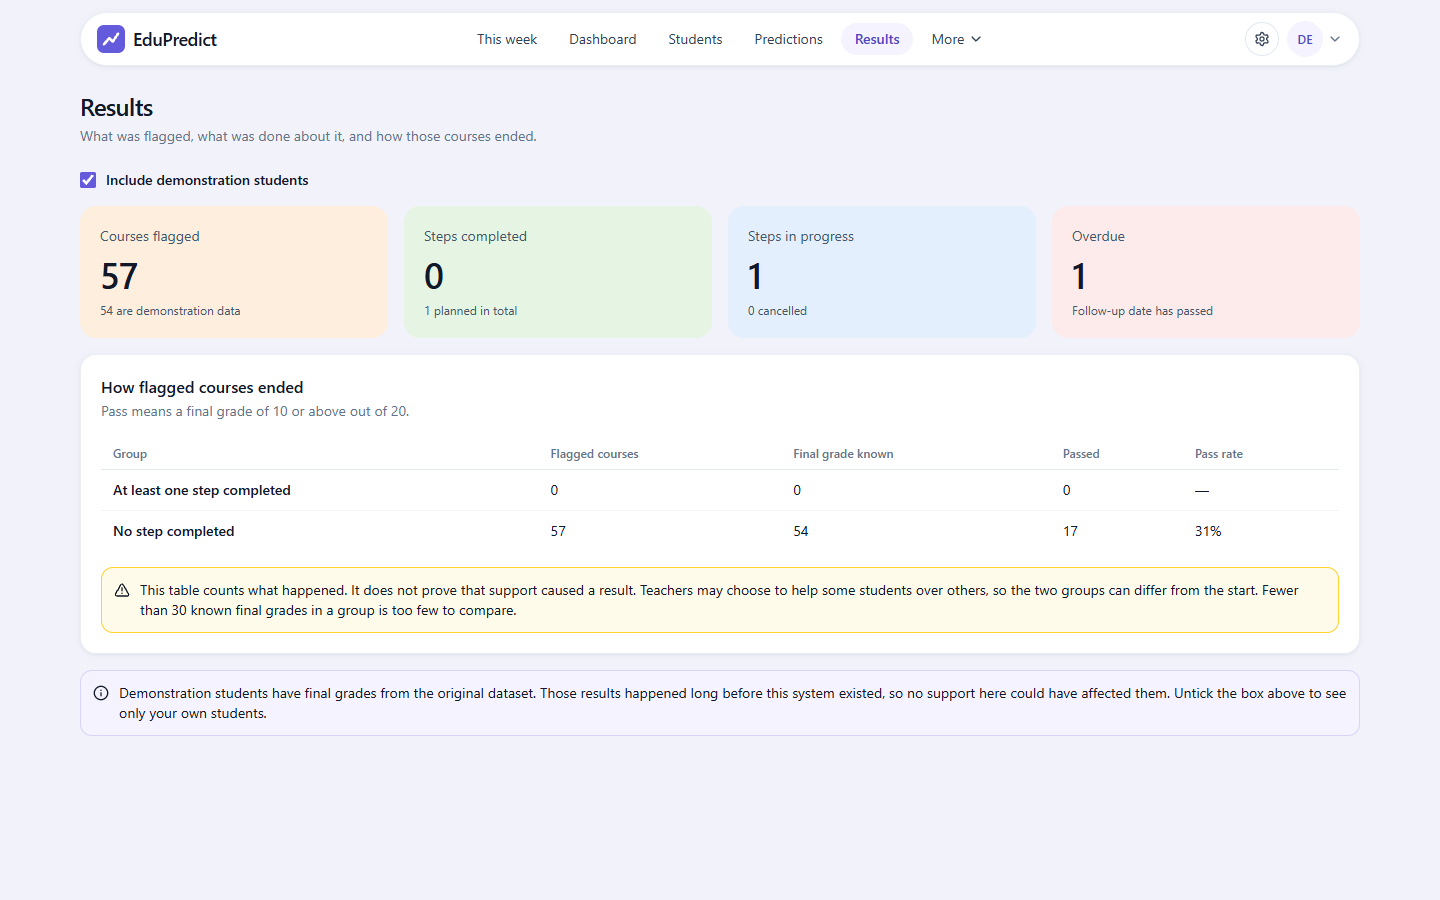 EduPredict
This week Dashboard Students Predictions Results More DE
Results
What was flagged, what was done about it, and how those courses ended.
Include demonstration students
Courses flagged
57
54 are demonstration data
Steps completed
0
1 planned in total
Steps in progress
1
0 cancelled
Overdue
1
Follow-up date has passed
How flagged courses ended
Pass means a final grade of 10 or above out of 20.
Group Flagged courses Final grade known Passed Pass rate
At least one step completed 0 0 0 —
No step completed 57 54 17 31%
This table counts what happened. It does not prove that support caused a result. Teachers may choose to help some students over others, so the two groups can differ from the start. Fewer
than 30 known final grades in a group is too few to compare.
Demonstration students have final grades from the original dataset. Those results happened long before this system existed, so no support here could have affected them. Untick the box above to see
only your own students.